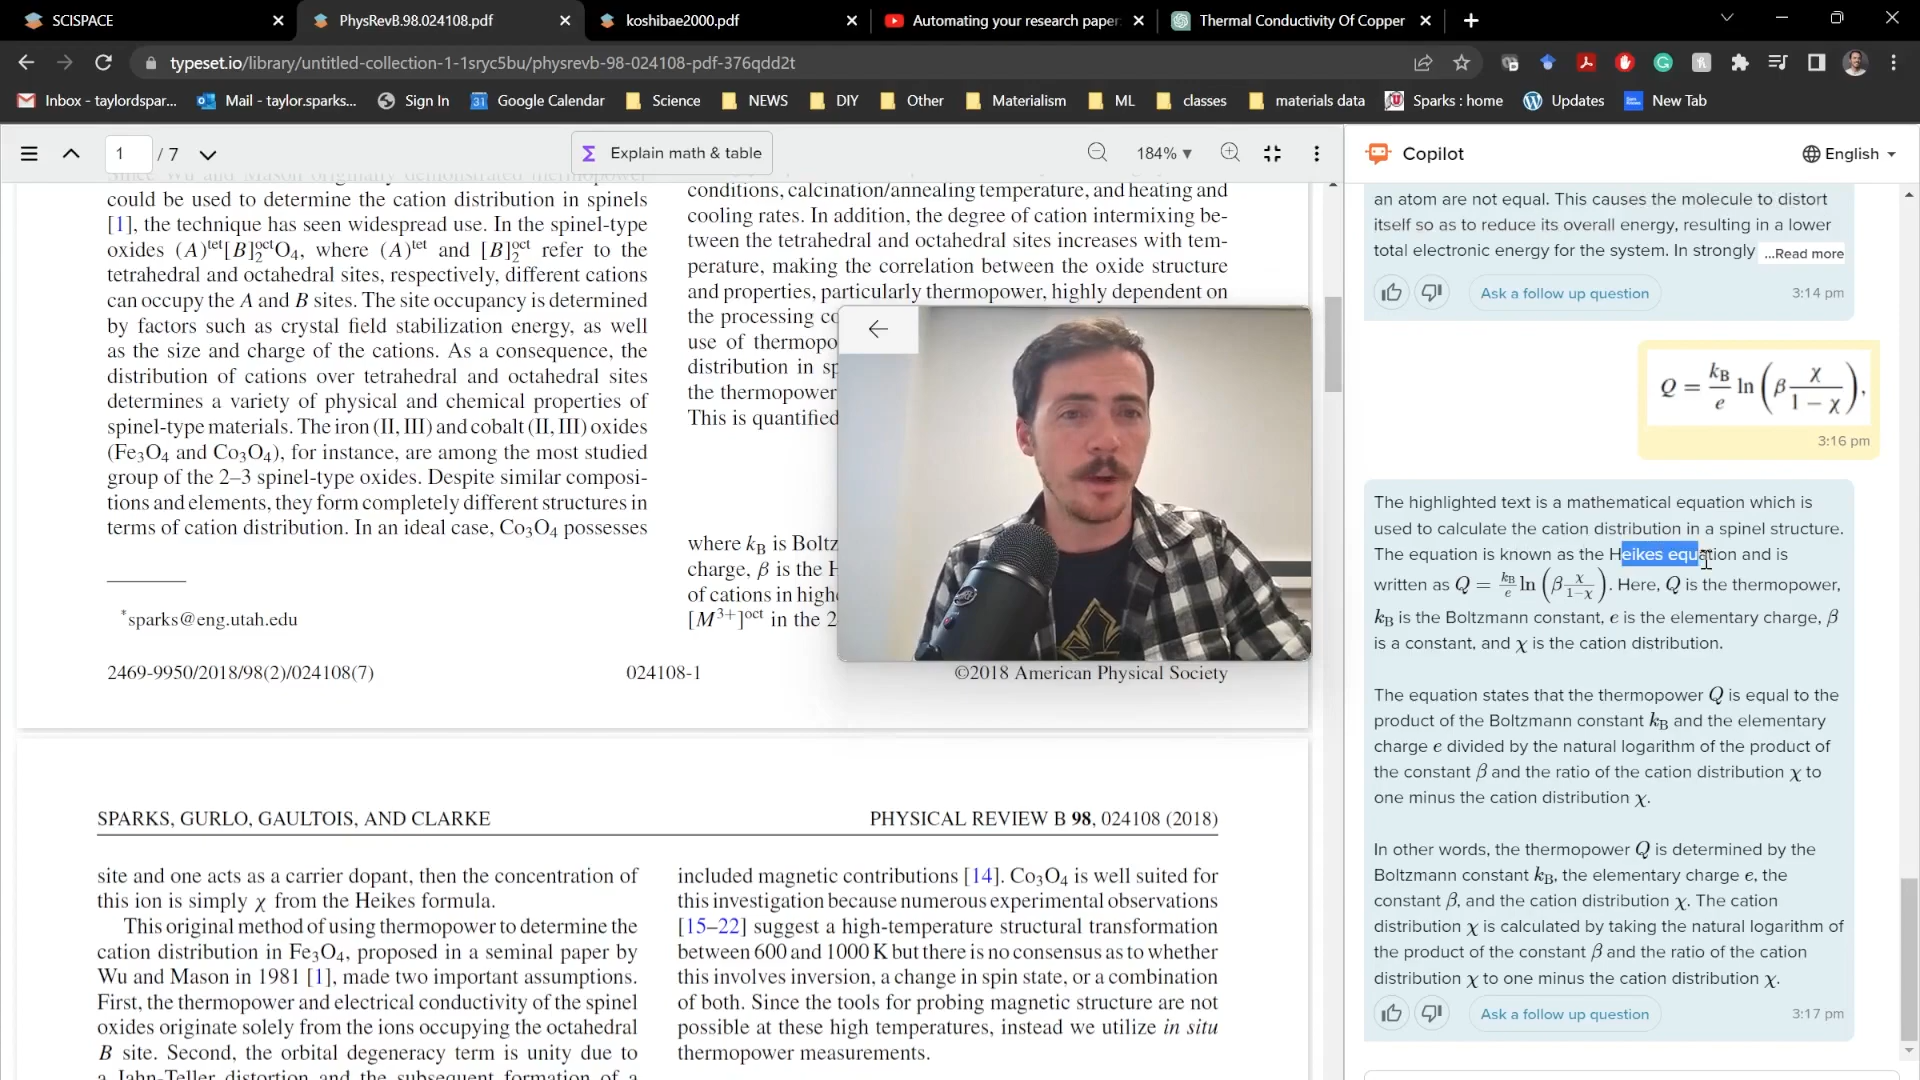 SCISPACE
PhysRevB.98.024108.pdf
koshibae2000.pdf
Automating your research paper
Thermal Conductivity Of Copper
typeset.io/library/untitled-collection-1-1sryc5bu/physrevb-98-024108-pdf-376qdd2t
Inbox - taylordspar...
Mail - taylor.sparks...
Sign In
Google Calendar
Science
NEWS
DIY
Other
Materialism
ML
classes
materials data
Sparks : home
Updates
New Tab
1 / 7
Explain math & table
184%
Copilot
English
Since Wu and Mason originally demonstrated thermopower
could be used to determine the cation distribution in spinels
[1], the technique has seen widespread use. In the spinel-type
oxides (A)^tet[B]₂^octO₄, where (A)^tet and [B]₂^oct refer to the
tetrahedral and octahedral sites, respectively, different cations
can occupy the A and B sites. The site occupancy is determined
by factors such as crystal field stabilization energy, as well
as the size and charge of the cations. As a consequence, the
distribution of cations over tetrahedral and octahedral sites
determines a variety of physical and chemical properties of
spinel-type materials. The iron (II, III) and cobalt (II, III) oxides
(Fe₃O₄ and Co₃O₄), for instance, are among the most studied
group of the 2–3 spinel-type oxides. Despite similar composi-
tions and elements, they form completely different structures in
terms of cation distribution. In an ideal case, Co₃O₄ possesses
*sparks@eng.utah.edu
conditions, calcination/annealing temperature, and heating and
cooling rates. In addition, the degree of cation intermixing be-
tween the tetrahedral and octahedral sites increases with tem-
perature, making the correlation between the oxide structure
and properties, particularly thermopower, highly dependent on
the processing co
use of thermopo
distribution in sp
the thermopower
This is quantified
where k_B is Boltz
charge, β is the H
of cations in highe
[M³⁺]^oct in the 2
2469-9950/2018/98(2)/024108(7)
024108-1
©2018 American Physical Society
SPARKS, GURLO, GAULTOIS, AND CLARKE
PHYSICAL REVIEW B 98, 024108 (2018)
site and one acts as a carrier dopant, then the concentration of
this ion is simply χ from the Heikes formula.
This original method of using thermopower to determine the
cation distribution in Fe₃O₄, proposed in a seminal paper by
Wu and Mason in 1981 [1], made two important assumptions.
First, the thermopower and electrical conductivity of the spinel
oxides originate solely from the ions occupying the octahedral
B site. Second, the orbital degeneracy term is unity due to
a Jahn-Teller distortion and the subsequent formation of a
included magnetic contributions [14]. Co₃O₄ is well suited for
this investigation because numerous experimental observations
[15–22] suggest a high-temperature structural transformation
between 600 and 1000 K but there is no consensus as to whether
this involves inversion, a change in spin state, or a combination
of both. Since the tools for probing magnetic structure are not
possible at these high temperatures, instead we utilize in situ
thermopower measurements.
an atom are not equal. This causes the molecule to distort
itself so as to reduce its overall energy, resulting in a lower
total electronic energy for the system. In strongly ...Read more
Ask a follow up question
3:14 pm
Q = k_B/e ln(β χ/(1 − χ)),
3:16 pm
The highlighted text is a mathematical equation which is
used to calculate the cation distribution in a spinel structure.
The equation is known as the Heikes equation and is
written as Q = k_B/e ln(β χ/(1−χ)). Here, Q is the thermopower,
k_B is the Boltzmann constant, e is the elementary charge, β
is a constant, and χ is the cation distribution.
The equation states that the thermopower Q is equal to the
product of the Boltzmann constant k_B and the elementary
charge e divided by the natural logarithm of the product of
the constant β and the ratio of the cation distribution χ to
one minus the cation distribution χ.
In other words, the thermopower Q is determined by the
Boltzmann constant k_B, the elementary charge e, the
constant β, and the cation distribution χ. The cation
distribution χ is calculated by taking the natural logarithm of
the product of the constant β and the ratio of the cation
distribution χ to one minus the cation distribution χ.
Ask a follow up question
3:17 pm